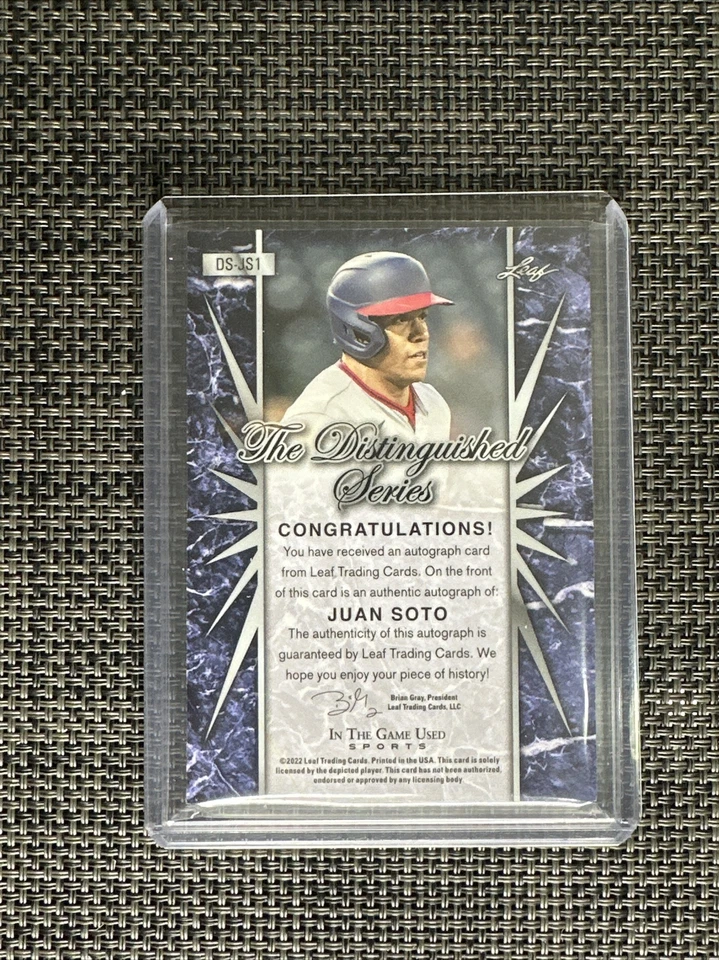 DS-JS1
Leaf
The Distinguished
Series
CONGRATULATIONS!
You have received an autograph card
from Leaf Trading Cards. On the front
of this card is an authentic autograph of:
JUAN SOTO
The authenticity of this autograph is
guaranteed by Leaf Trading Cards. We
hope you enjoy your piece of history!
Brian Gray, President
Leaf Trading Cards, LLC
IN THE GAME USED
SPORTS
©2022 Leaf Trading Cards. Printed in the USA. This card is solely
licensed by the depicted player. This card has not been authorized,
endorsed or approved by any licensing body